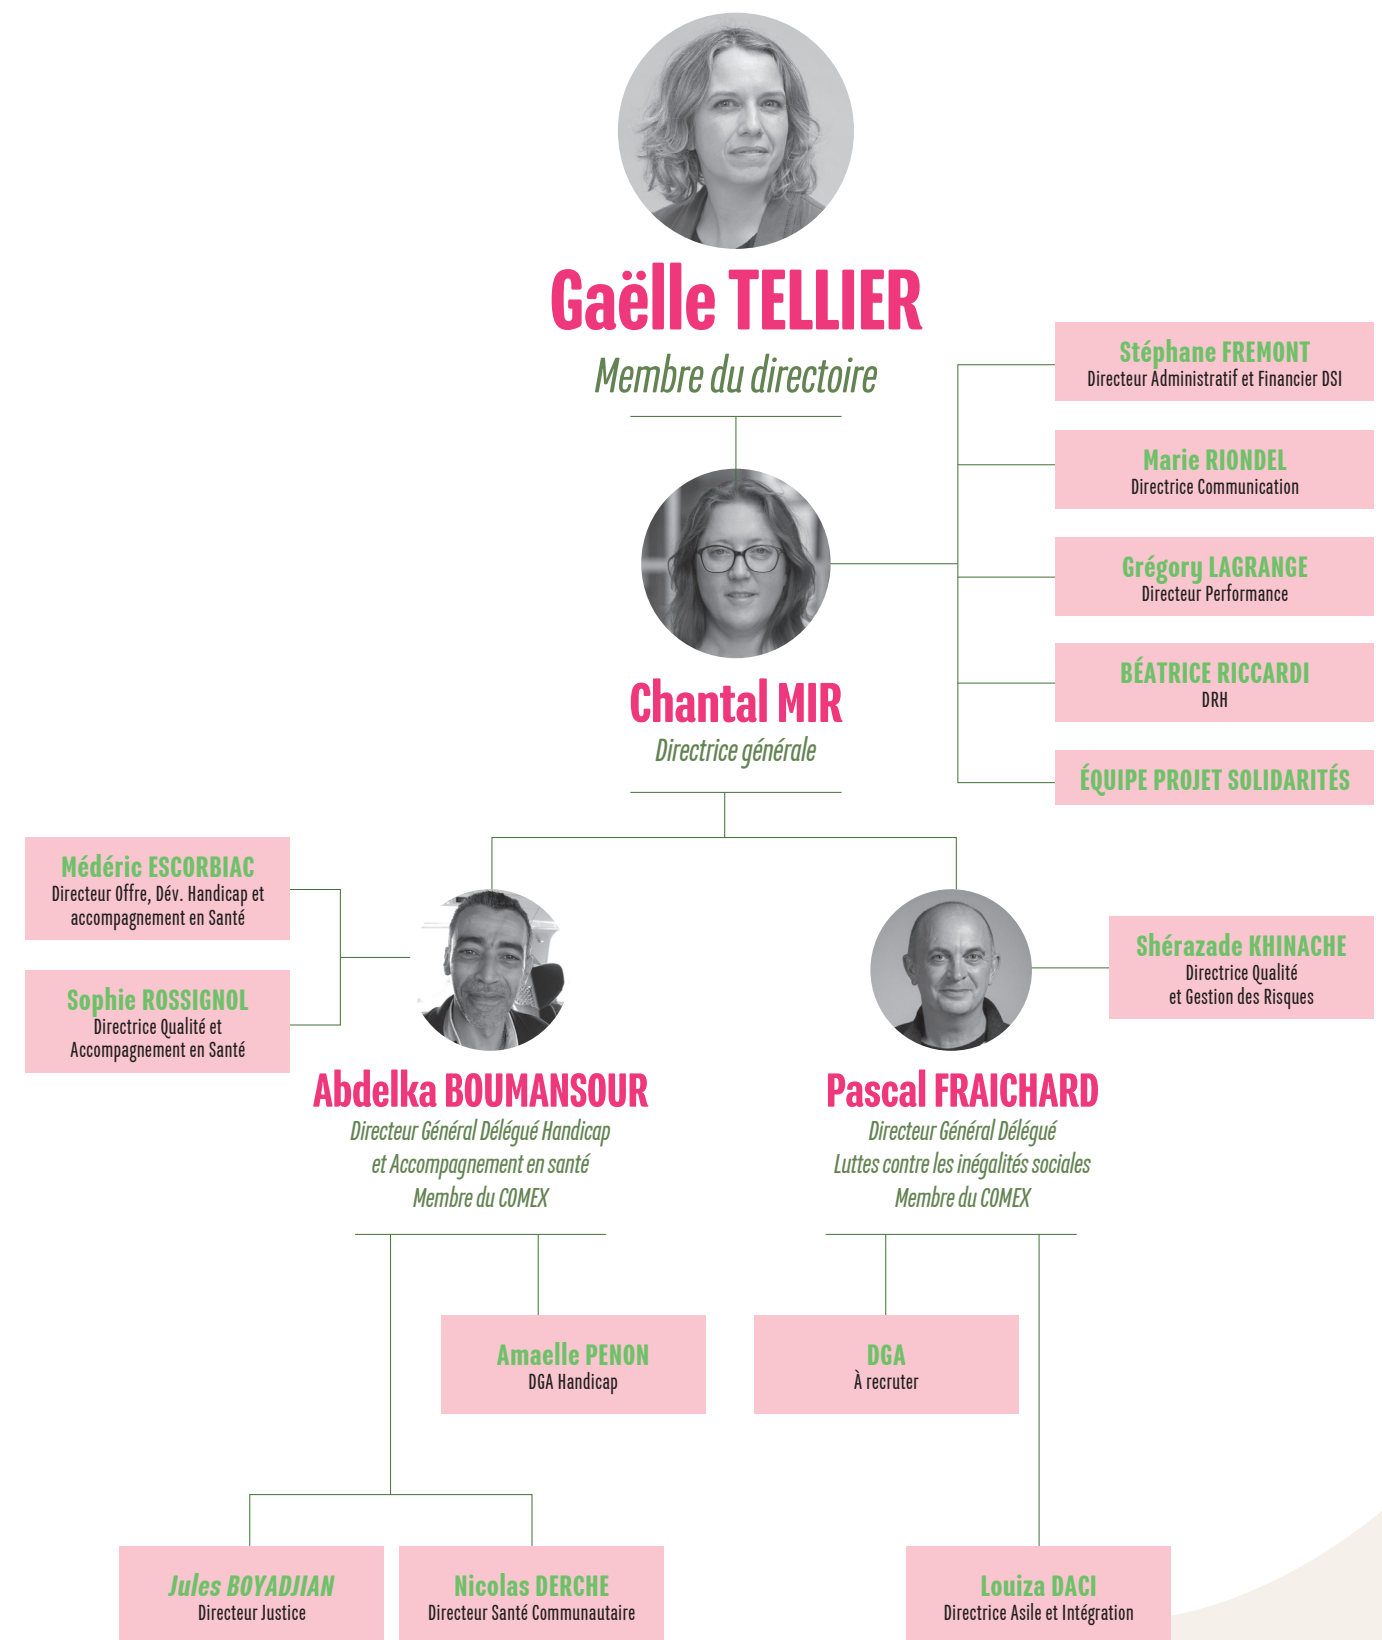 Gaëlle TELLIER
Membre du directoire
Stéphane FREMONT
Directeur Administratif et Financier DSI
Marie RIONDEL
Directrice Communication
Grégory LAGRANGE
Directeur Performance
BÉATRICE RICCARDI
DRH
ÉQUIPE PROJET SOLIDARITÉS
Chantal MIR
Directrice générale
Médéric ESCORBIAC
Directeur Offre, Dév. Handicap et
accompagnement en Santé
Sophie ROSSIGNOL
Directrice Qualité et
Accompagnement en Santé
Shérazade KHINACHE
Directrice Qualité
et Gestion des Risques
Abdelka BOUMANSOUR
Directeur Général Délégué Handicap
et Accompagnement en santé
Membre du COMEX
Pascal FRAICHARD
Directeur Général Délégué
Luttes contre les inégalités sociales
Membre du COMEX
Amaelle PENON
DGA Handicap
DGA
À recruter
Jules BOYADJIAN
Directeur Justice
Nicolas DERCHE
Directeur Santé Communautaire
Louiza DACI
Directrice Asile et Intégration